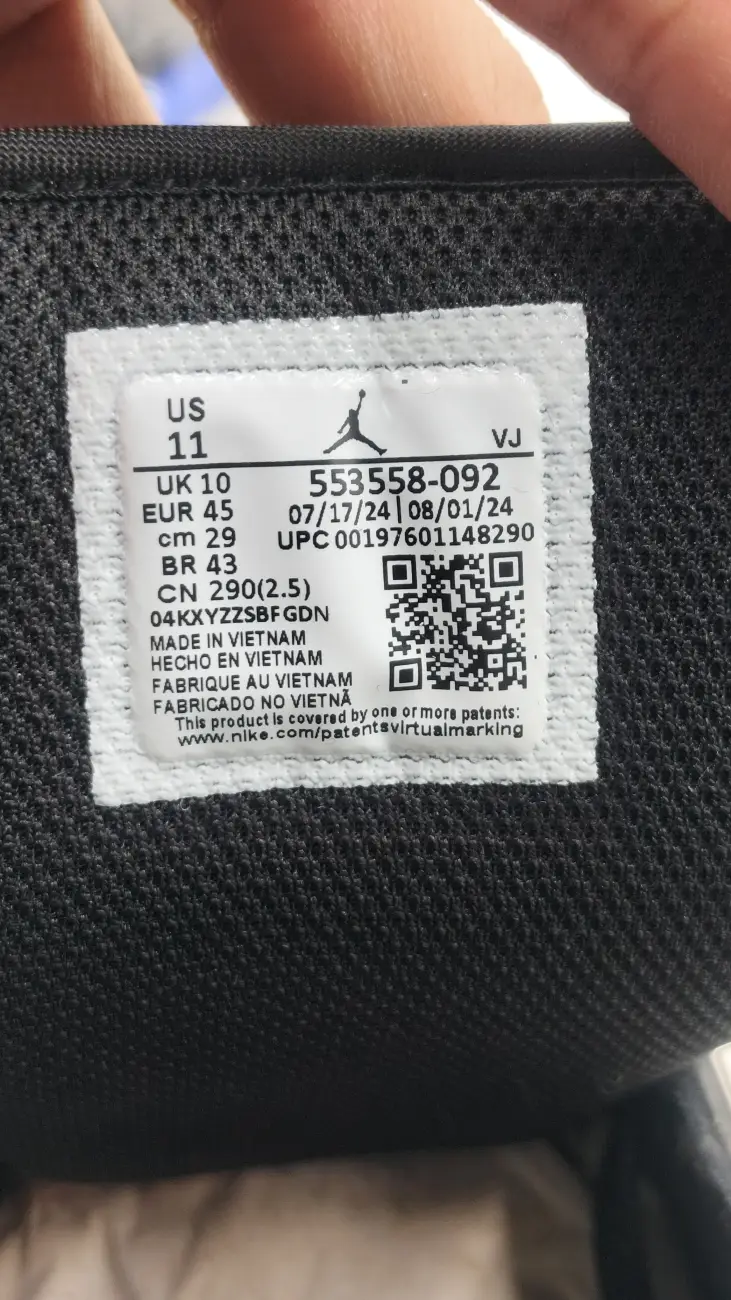 US
11
VJ
UK 10
553558-092
EUR 45
07/17/24|08/01/24
cm 29
UPC 00197601148290
BR 43
CN 290(2.5)
04KXYZZSBFGDN
MADE IN VIETNAM
HECHO EN VIETNAM
FABRIQUE AU VIETNAM
FABRICADO NO VIETNÃ
This product is covered by one or more patents:
www.nike.com/patentsvirtualmarking